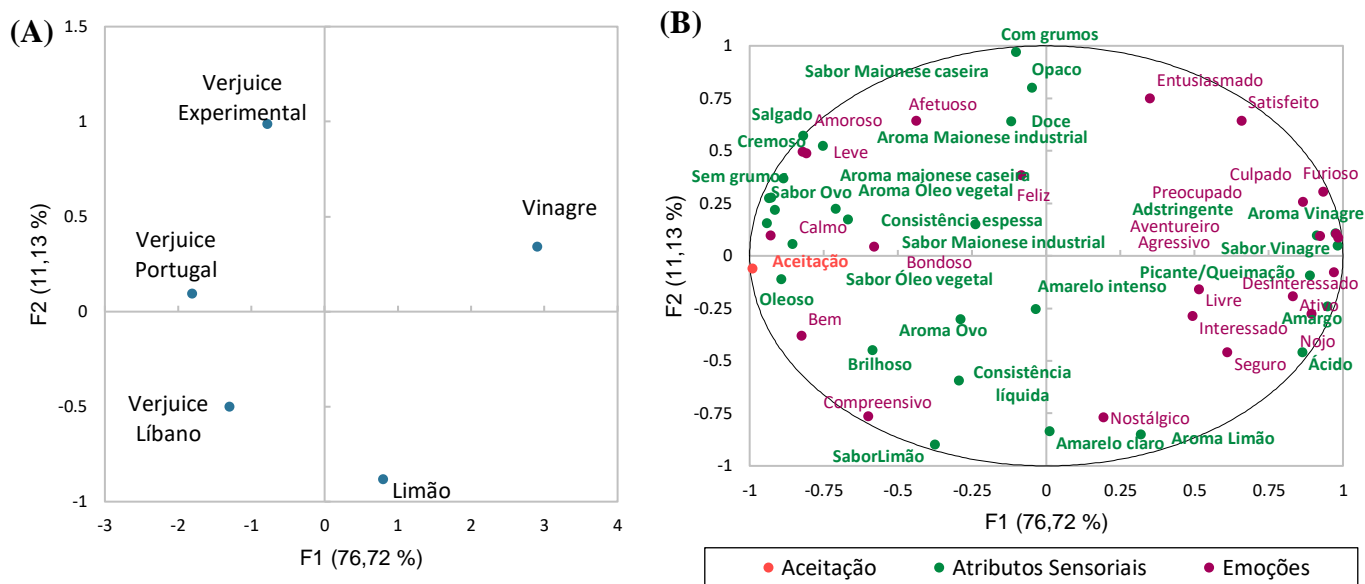 (A)
1.5
1
0.5
0
-0.5
-1
-3
-2
-1
0
1
2
3
4
F2 (11,13 %)
F1 (76,72 %)
Verjuice
Experimental
Vinagre
Verjuice
Portugal
Verjuice
Líbano
Limão
(B)
1
0.75
0.5
0.25
0
-0.25
-0.5
-0.75
-1
-1
-0.75
-0.5
-0.25
0
0.25
0.5
0.75
1
F2 (11,13 %)
F1 (76,72 %)
Com grumos
Sabor Maionese caseira
Opaco
Entusiasmado
Afetuoso
Satisfeito
Salgado
Amoroso
Doce
Cremoso
Leve
Aroma Maionese industrial
Sem grumo
Aroma maionese caseira
Culpado
Furioso
Sabor Ovo
Aroma Óleo vegetal
Feliz
Preocupado
Adstringente
Aroma Vinagre
Calmo
Consistência espessa
Aventureiro
Sabor Maionese industrial
Agressivo
Sabor Vinagre
Aceitação
Bondoso
Picante/Queimação
Sabor Óleo vegetal
Amarelo intenso
Desinteressado
Oleoso
Livre
Ativo
Bem
Aroma Ovo
Interessado
Amargo
Nojo
Brilhoso
Seguro
Ácido
Consistência
líquida
Compreensivo
Nostálgico
SaborLimão
Amarelo claro
Aroma Limão
Aceitação
Atributos Sensoriais
Emoções